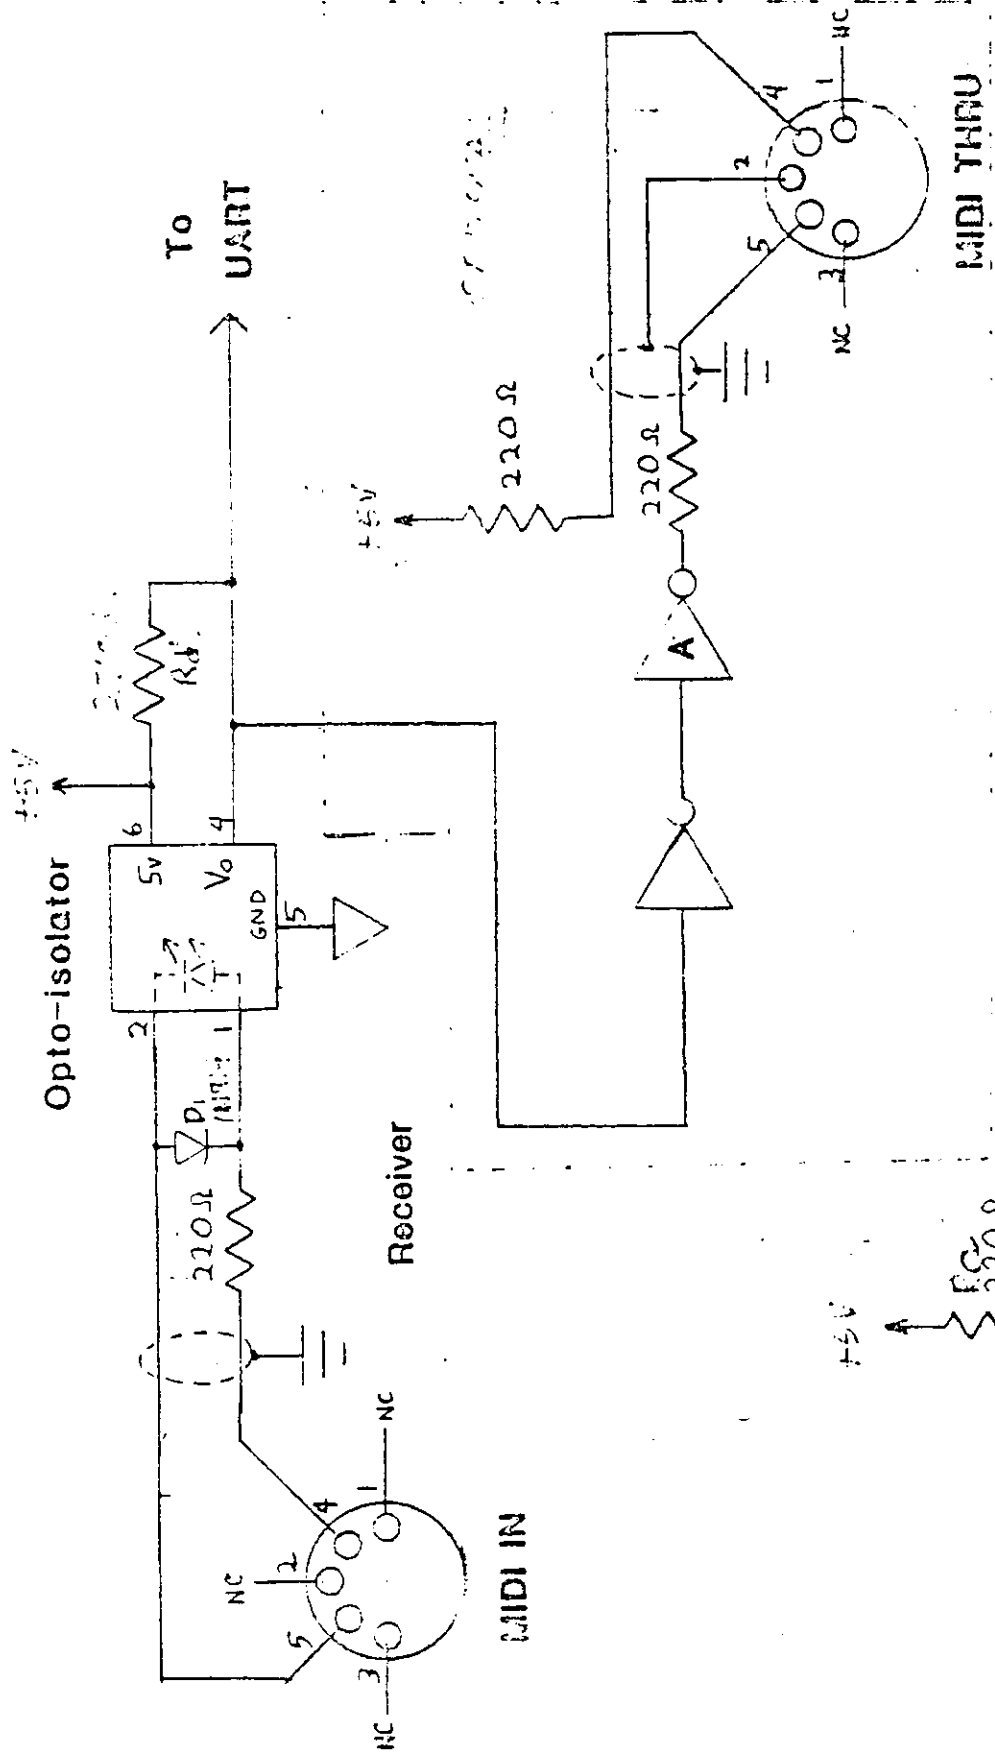 Opto-isolator
+5V
6
5V
4
Vo
GND
5
2
1
D1
Rd
To
UART
220Ω
Receiver
MIDI IN
NC
2
4
5
1
NC
3
NC
+5V
220Ω
220Ω
A
4
2
5
1
NC
3
NC
MIDI THRU
+5V